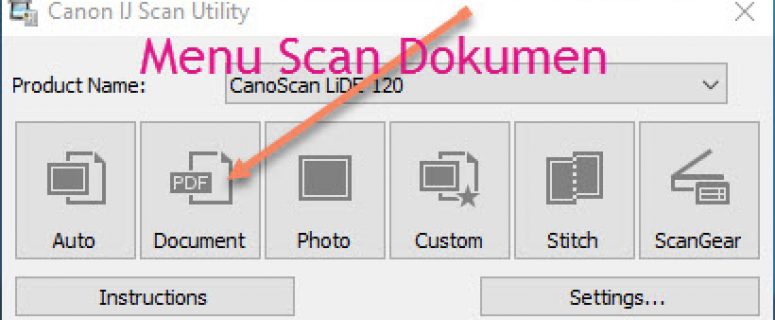 Canon IJ Scan Utility
Menu Scan Dokumen
Product Name:
CanoScan LiDE 120
PDF
Auto
Document
Photo
Custom
Stitch
ScanGear
Instructions
Settings...